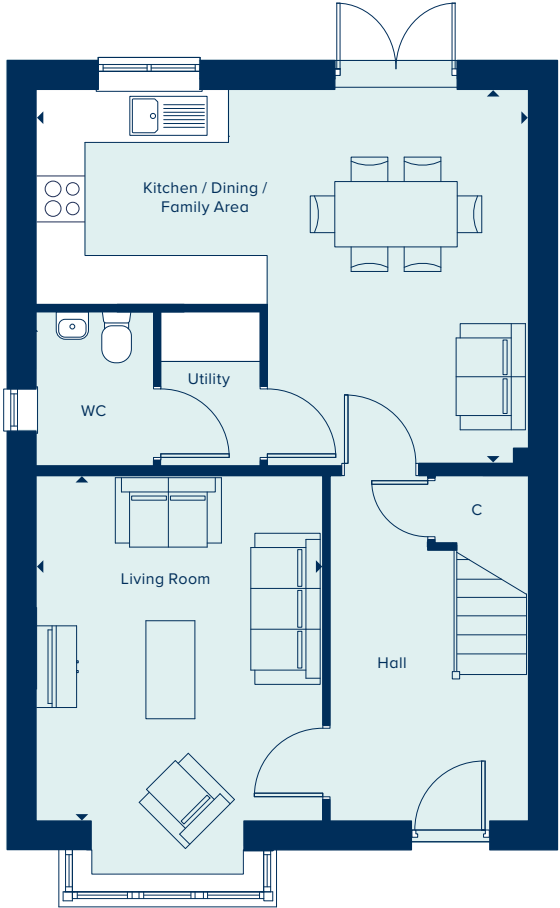 Kitchen / Dining /
Family Area
Utility
WC
C
Living Room
Hall